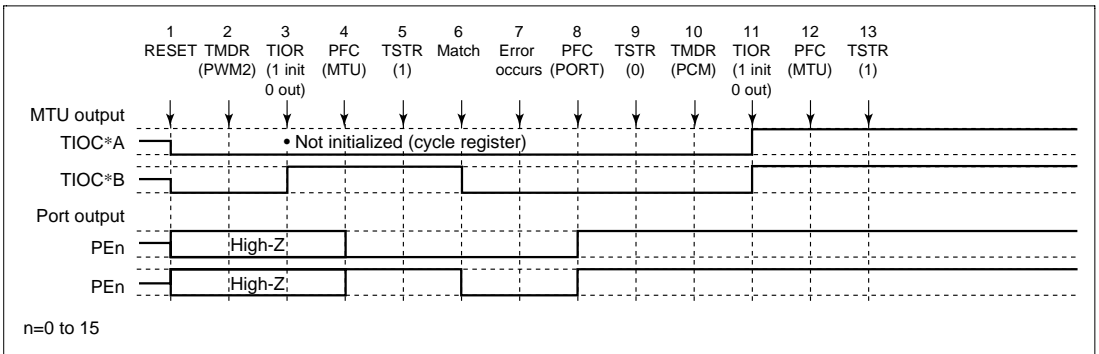 1 2 3 4 5 6 7 8 9 10 11 12 13
RESET TMDR TIOR PFC TSTR Match Error PFC TSTR TMDR TIOR PFC TSTR
(PWM2) (1 init (MTU) (1) occurs (PORT) (0) (PCM) (1 init (MTU) (1)
0 out) 0 out)
MTU output
TIOC*A • Not initialized (cycle register)
TIOC*B
Port output
PEn High-Z
PEn High-Z
n=0 to 15